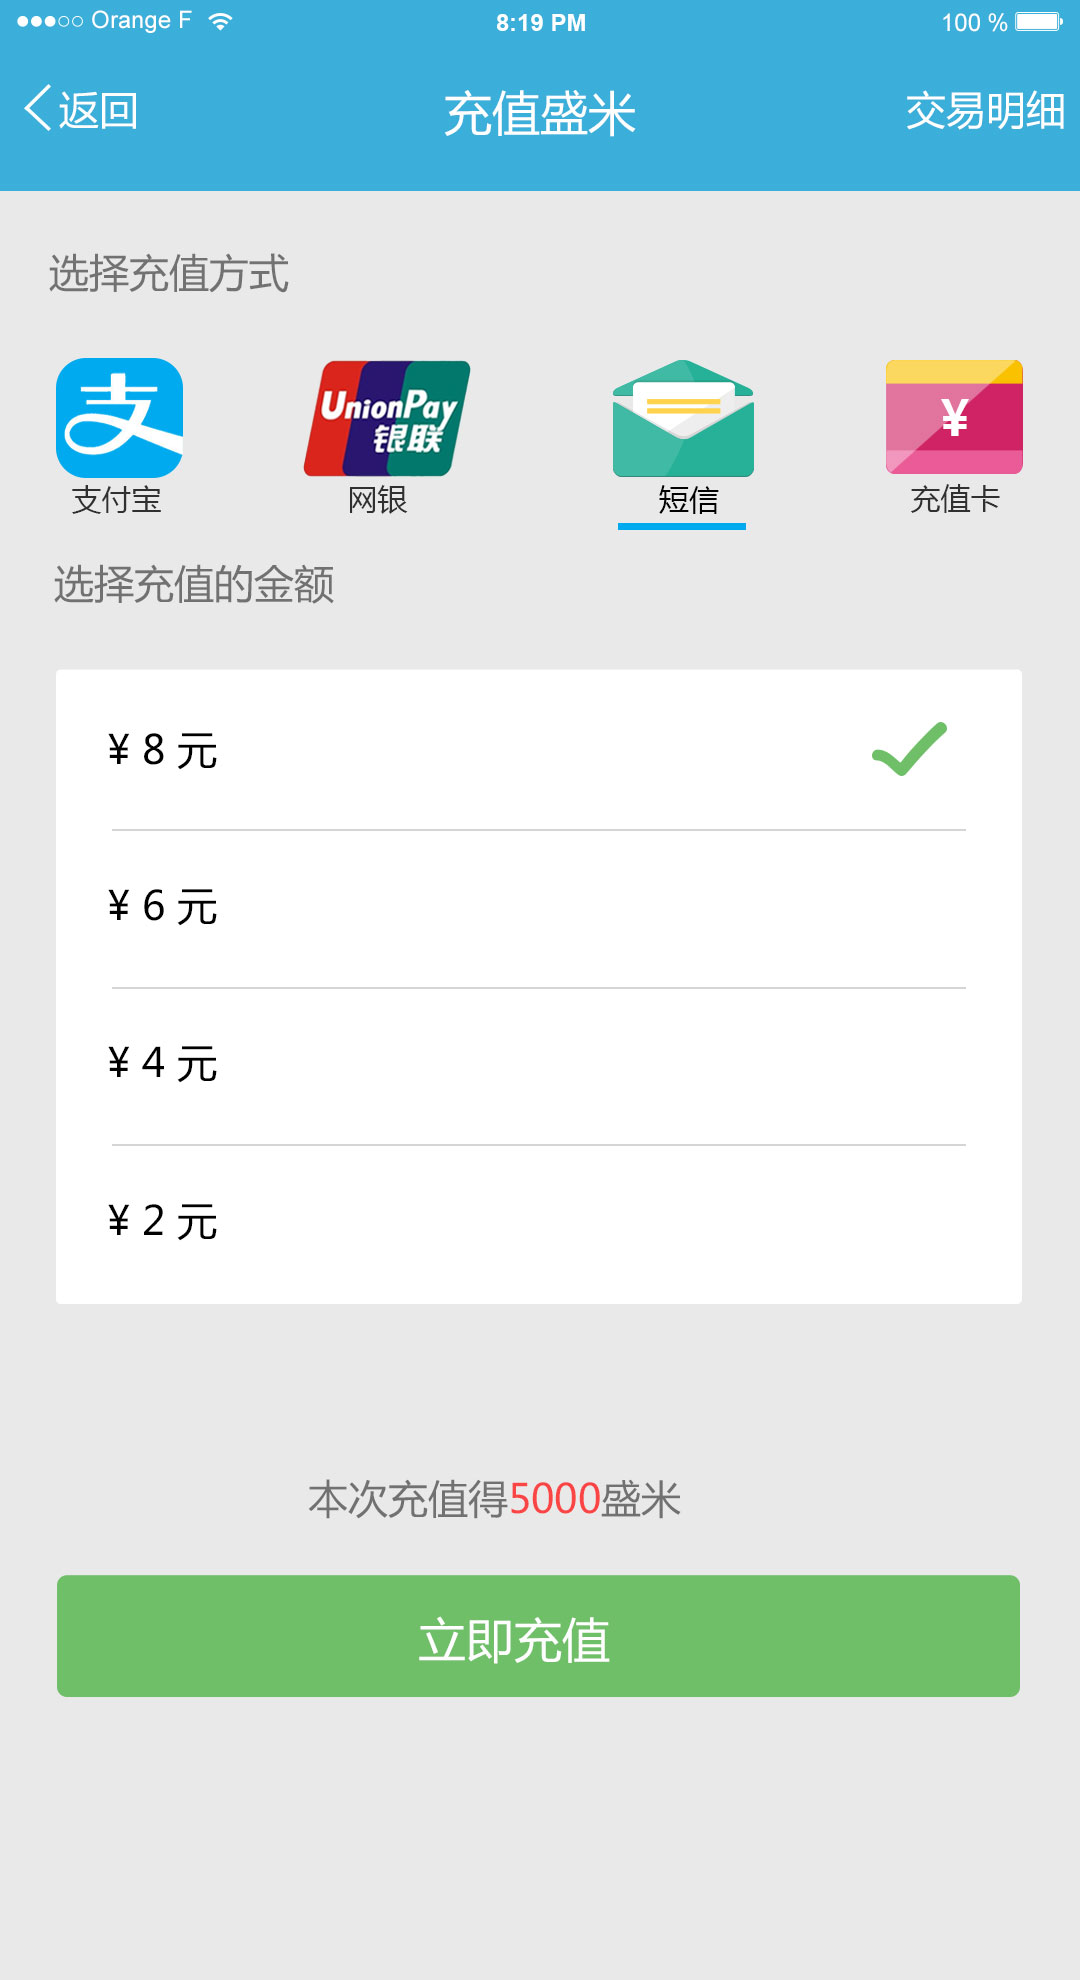 Orange F 8:19 PM 100 %
返回 充值盛米 交易明细
选择充值方式
支
UnionPay
银联
¥
支付宝 网银 短信 充值卡
选择充值的金额
¥ 8 元
¥ 6 元
¥ 4 元
¥ 2 元
本次充值得5000盛米
立即充值